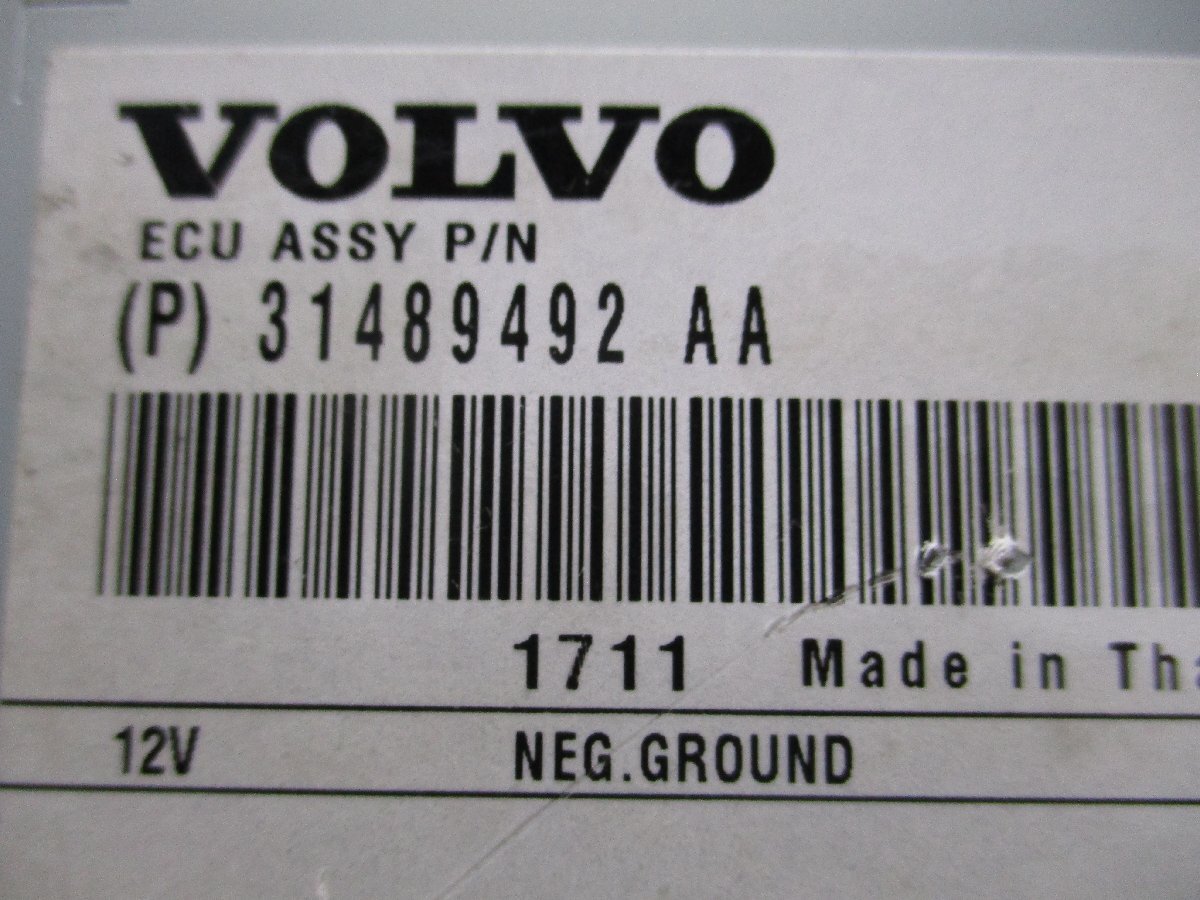 VOLVO
ECU ASSY P/N
(P) 31489492 AA
1711 Made in Tha
12V NEG.GROUND